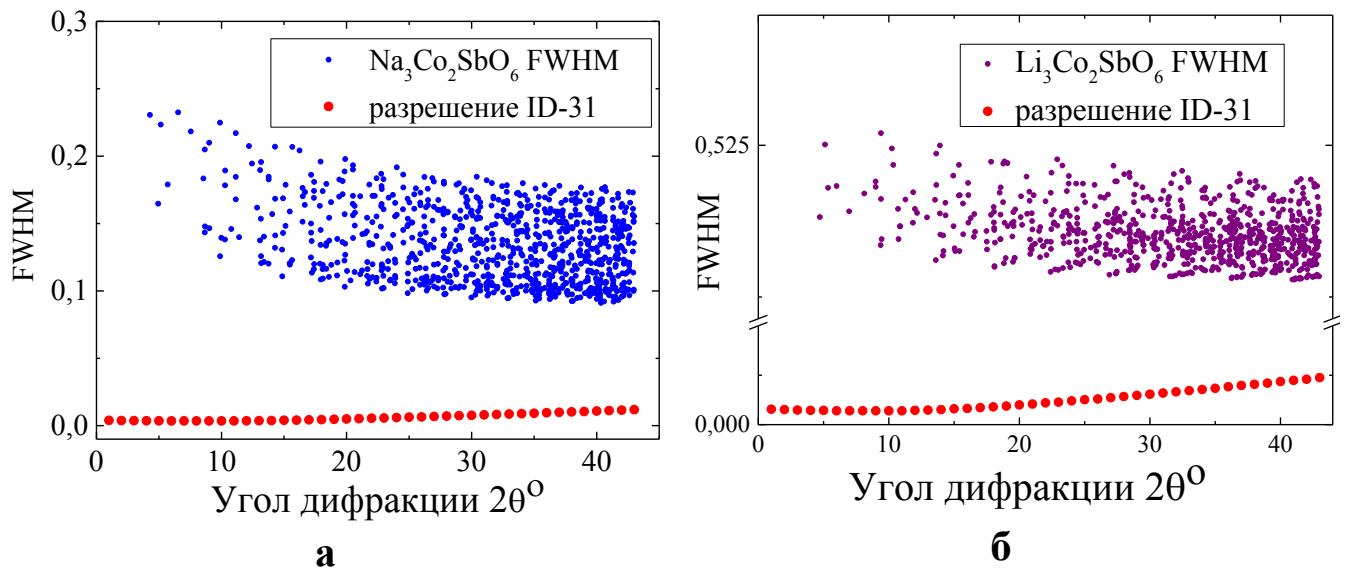 0,3
0,2
0,1
0,0
FWHM
Na₃Co₂SbO₆ FWHM
разрешение ID-31
0 10 20 30 40
Угол дифракции 2θº
а
0,525
0,000
FWHM
Li₃Co₂SbO₆ FWHM
разрешение ID-31
0 10 20 30 40
Угол дифракции 2θº
б